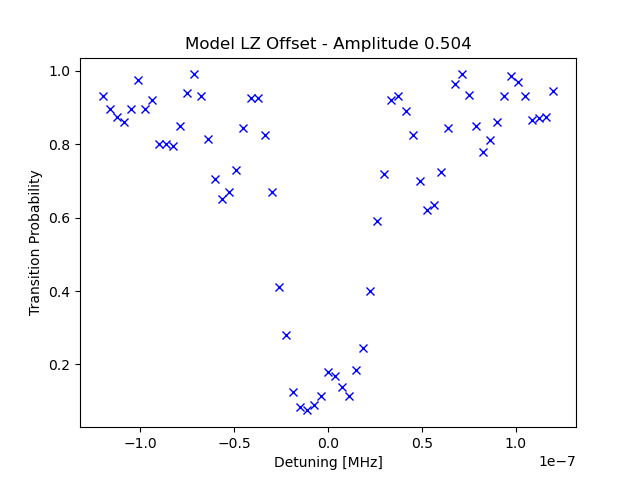 Model LZ Offset - Amplitude 0.504
1.0
0.8
0.6
0.4
0.2
Transition Probability
−1.0 −0.5 0.0 0.5 1.0
1e−7
Detuning [MHz]